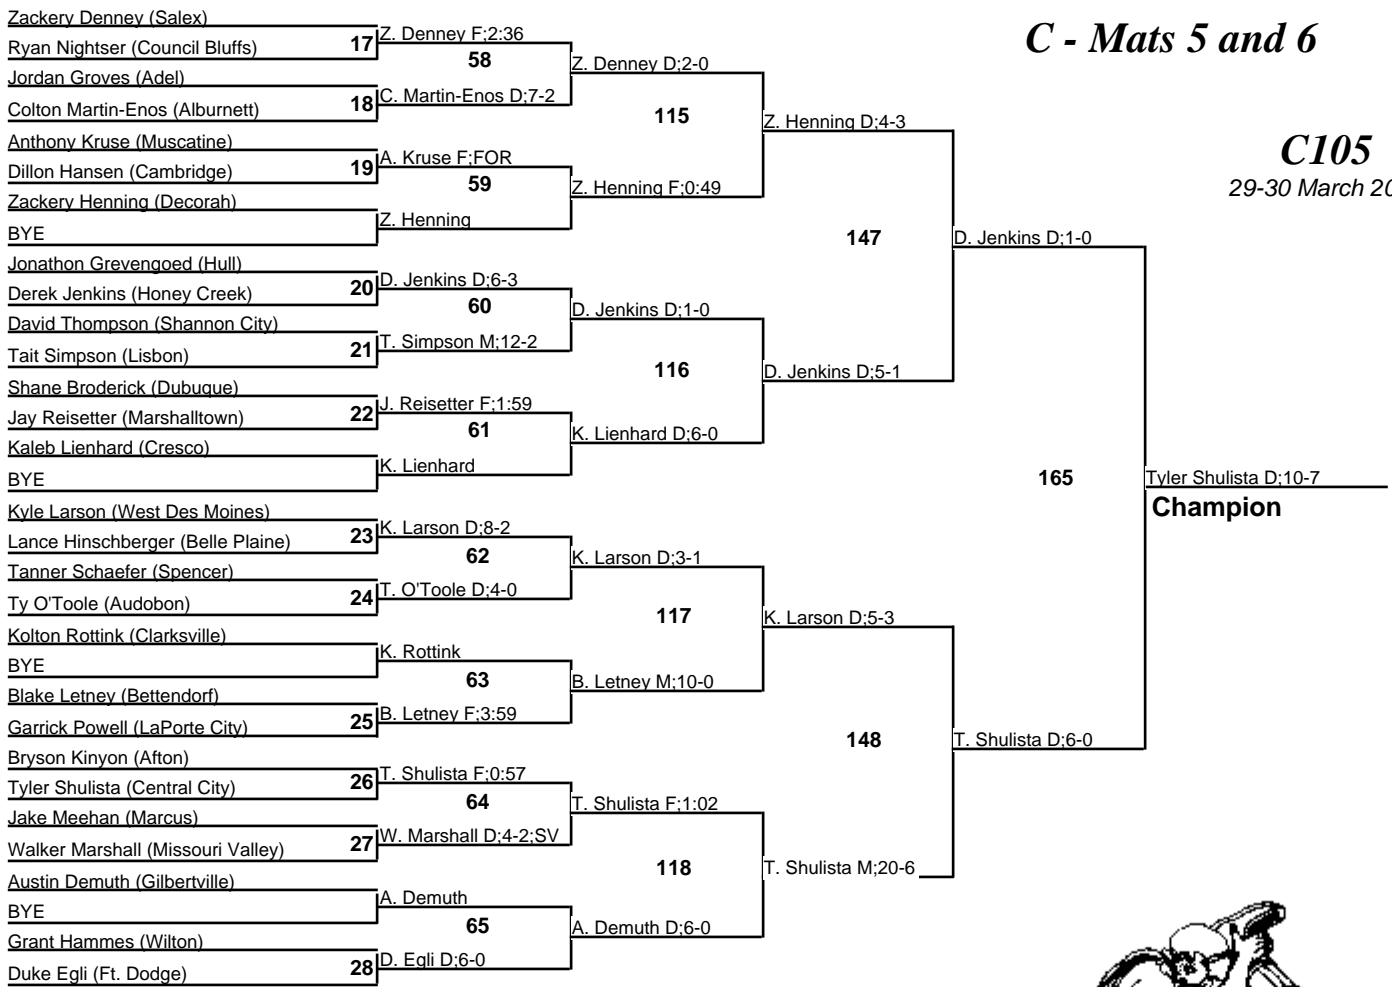 C - Mats 5 and 6
C105
29-30 March 20
Zackery Denney (Salex)
Ryan Nightser (Council Bluffs)
Jordan Groves (Adel)
Colton Martin-Enos (Alburnett)
Anthony Kruse (Muscatine)
Dillon Hansen (Cambridge)
Zackery Henning (Decorah)
BYE
Jonathon Grevengoed (Hull)
Derek Jenkins (Honey Creek)
David Thompson (Shannon City)
Tait Simpson (Lisbon)
Shane Broderick (Dubuque)
Jay Reisetter (Marshalltown)
Kaleb Lienhard (Cresco)
BYE
Kyle Larson (West Des Moines)
Lance Hinschberger (Belle Plaine)
Tanner Schaefer (Spencer)
Ty O'Toole (Audobon)
Kolton Rottink (Clarksville)
BYE
Blake Letney (Bettendorf)
Garrick Powell (LaPorte City)
Bryson Kinyon (Afton)
Tyler Shulista (Central City)
Jake Meehan (Marcus)
Walker Marshall (Missouri Valley)
Austin Demuth (Gilbertville)
BYE
Grant Hammes (Wilton)
Duke Egli (Ft. Dodge)
17
18
19
20
21
22
23
24
25
26
27
28
Z. Denney F;2:36
C. Martin-Enos D;7-2
A. Kruse F;FOR
Z. Henning
D. Jenkins D;6-3
T. Simpson M;12-2
J. Reisetter F;1:59
K. Lienhard
K. Larson D;8-2
T. O'Toole D;4-0
K. Rottink
B. Letney F;3:59
T. Shulista F;0:57
W. Marshall D;4-2;SV
A. Demuth
D. Egli D;6-0
58
59
60
61
62
63
64
65
Z. Denney D;2-0
Z. Henning F;0:49
D. Jenkins D;1-0
K. Lienhard D;6-0
K. Larson D;3-1
B. Letney M;10-0
T. Shulista F;1:02
A. Demuth D;6-0
115
116
117
118
Z. Henning D;4-3
D. Jenkins D;5-1
K. Larson D;5-3
T. Shulista M;20-6
147
148
D. Jenkins D;1-0
T. Shulista D;6-0
165
Tyler Shulista D;10-7
Champion